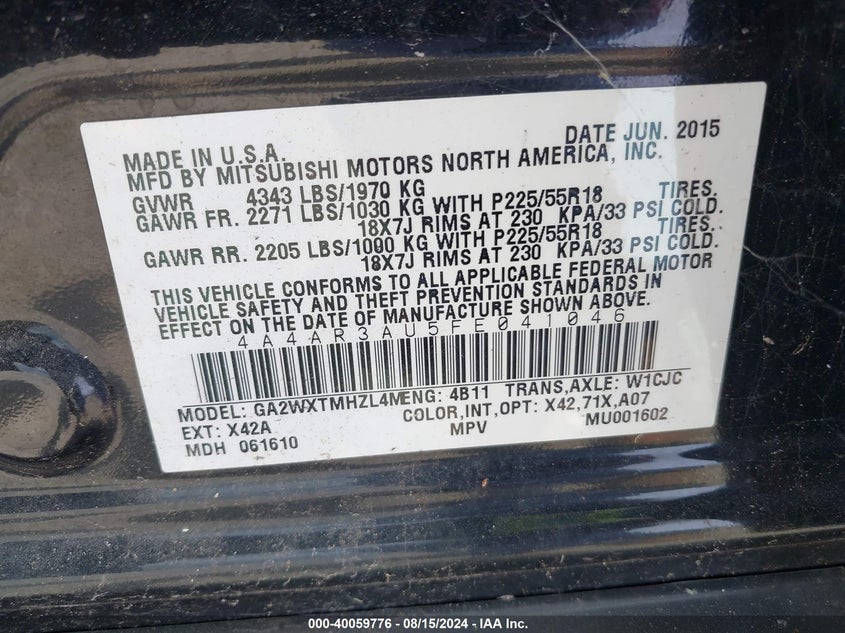 MADE IN U.S.A. DATE JUN. 2015
MFD BY MITSUBISHI MOTORS NORTH AMERICA, INC.
GVWR 4343 LBS/1970 KG
GAWR FR. 2271 LBS/1030 KG WITH P225/55R18 TIRES.
18X7J RIMS AT 230 KPA/33 PSI COLD.
GAWR RR. 2205 LBS/1000 KG WITH P225/55R18 TIRES.
18X7J RIMS AT 230 KPA/33 PSI COLD.
THIS VEHICLE CONFORMS TO ALL APPLICABLE FEDERAL MOTOR
VEHICLE SAFETY AND THEFT PREVENTION STANDARDS IN
EFFECT ON THE DATE OF MANUFACTURE SHOWN ABOVE.
4A4AR3AU5FE041046
MODEL: GA2WXTMHZL4M ENG: 4B11 TRANS,AXLE: W1CJC
EXT: X42A COLOR,INT,OPT: X42,71X,A07
MDH 061610 MPV MU001602
000-40059776 - 08/15/2024 - IAA Inc.